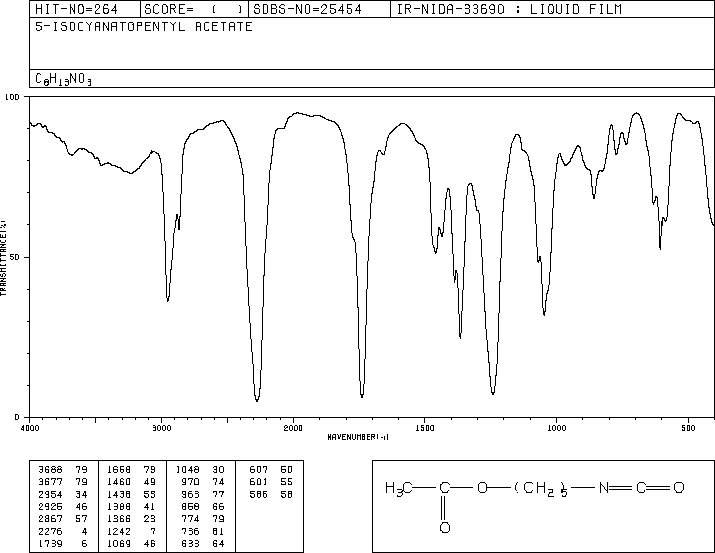 HIT-NO=264 SCORE= ( ) SDBS-NO=25454 IR-NIDA-33690 : LIQUID FILM
5-ISOCYANATOPENTYL ACETATE
C8H13NO3
100
TRANSMITTANCE(%)
50
0
4000 3000 2000 1500 1000 500
WAVENUMBER(-1)
3688 79 1658 79 1048 30 607 50
3677 79 1460 49 970 74 601 55
2954 34 1438 55 963 77 586 58
2925 46 1388 41 858 66
2867 57 1366 23 774 79
2276 4 1242 7 736 81
1739 6 1069 46 633 64
H3C—C—O—(CH2)5—N=C=O
O